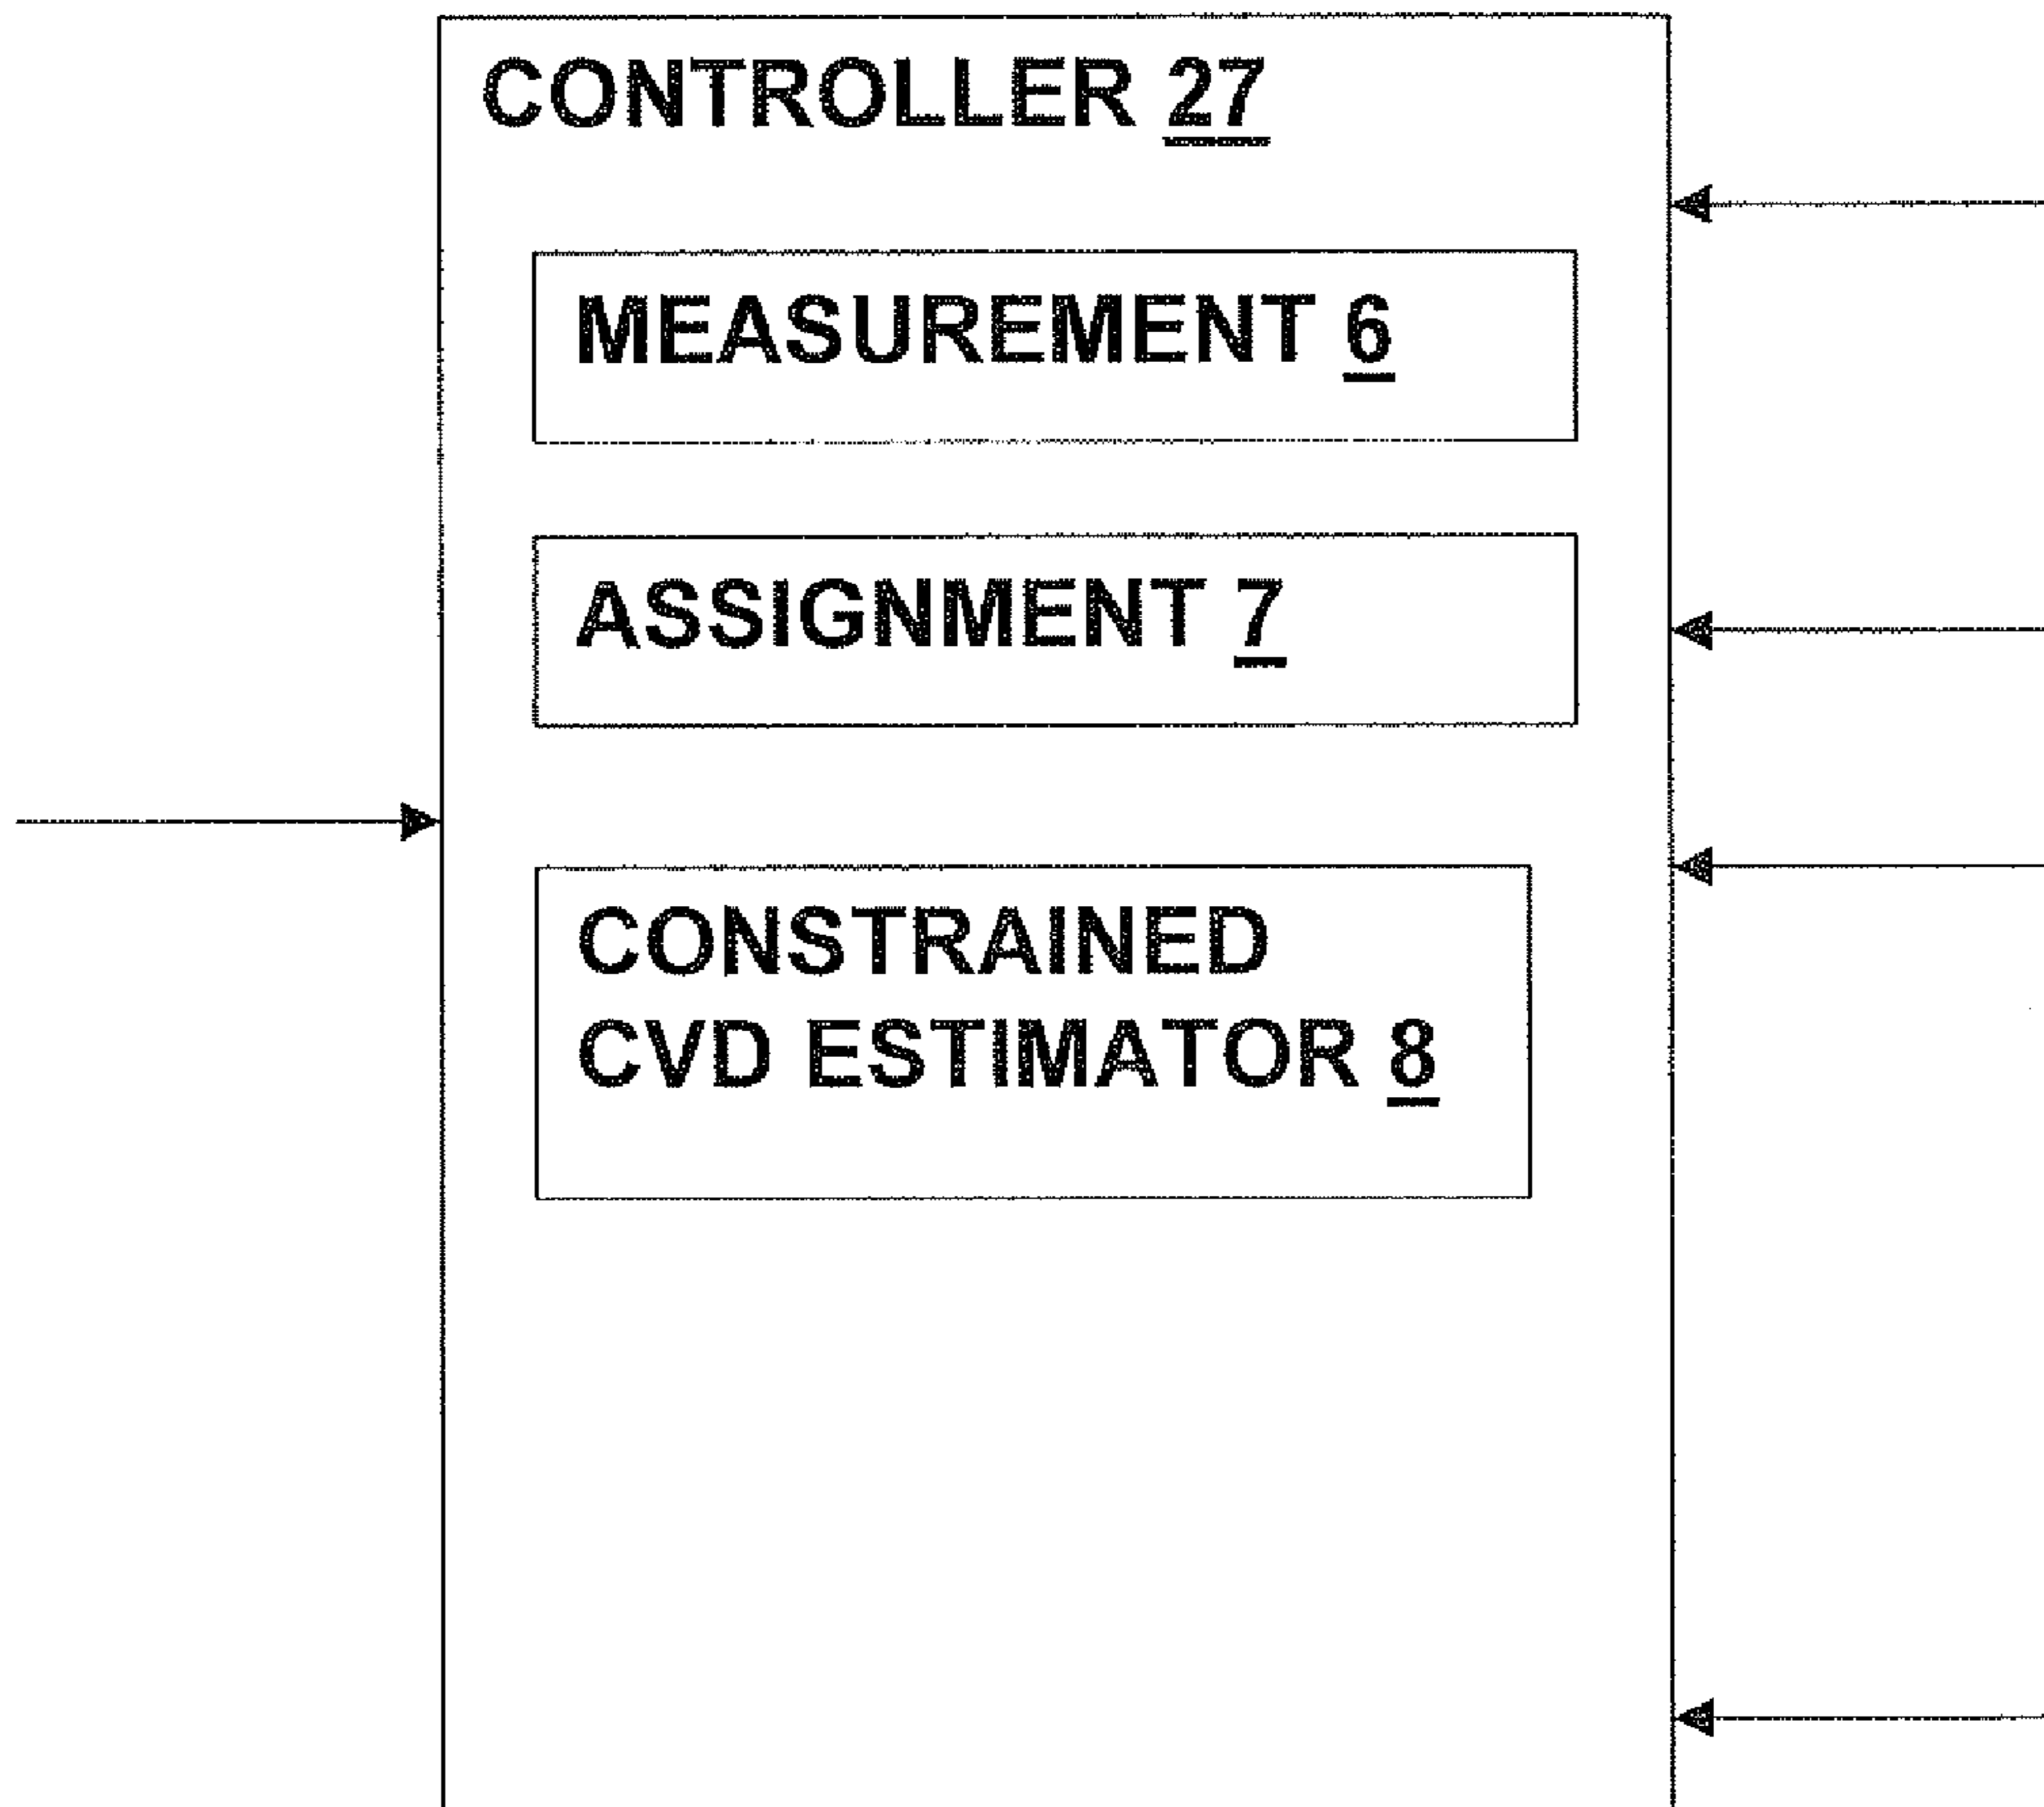 CONTROLLER 27
MEASUREMENT 6
ASSIGNMENT 7
CONSTRAINED
CVD ESTIMATOR 8